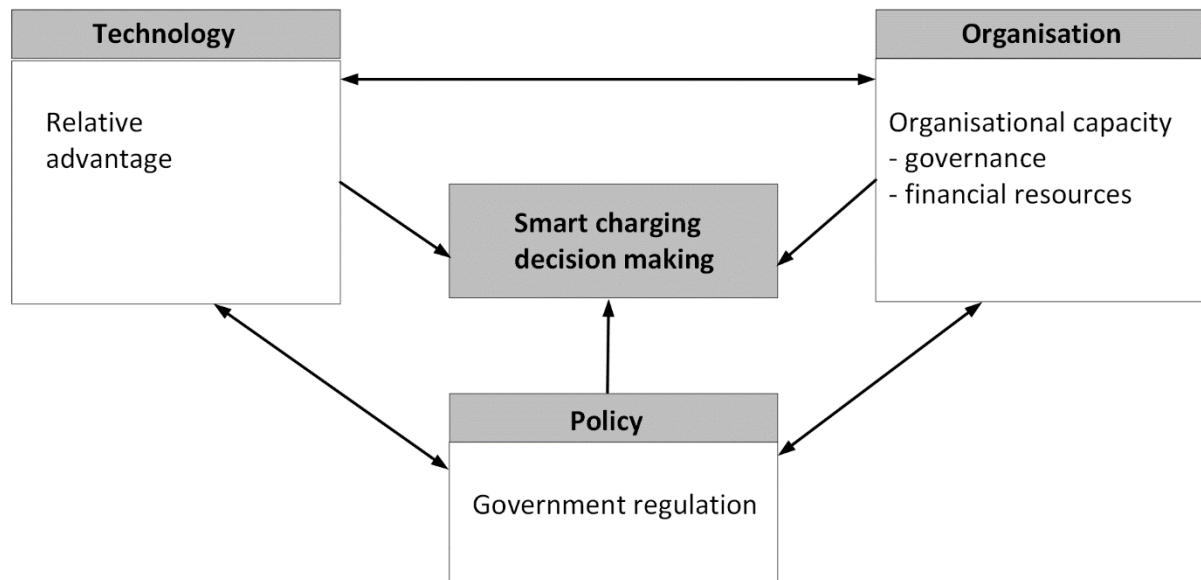 Technology
Relative
advantage
Organisation
Organisational capacity
- governance
- financial resources
Smart charging
decision making
Policy
Government regulation